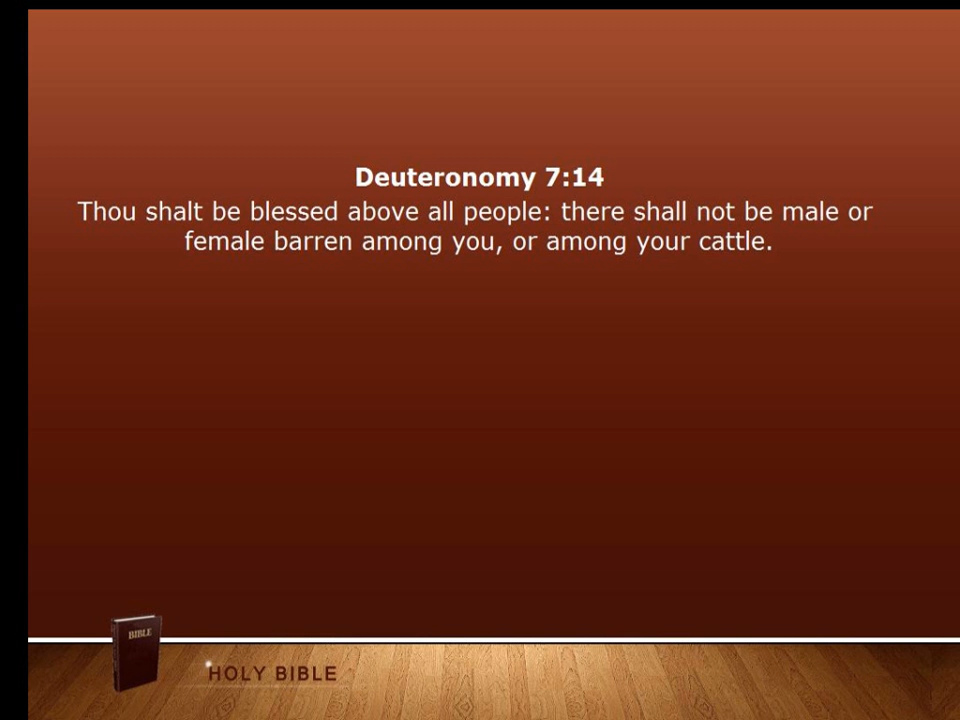 Deuteronomy 7:14
Thou shalt be blessed above all people: there shall not be male or
female barren among you, or among your cattle.
BIBLE
HOLY BIBLE